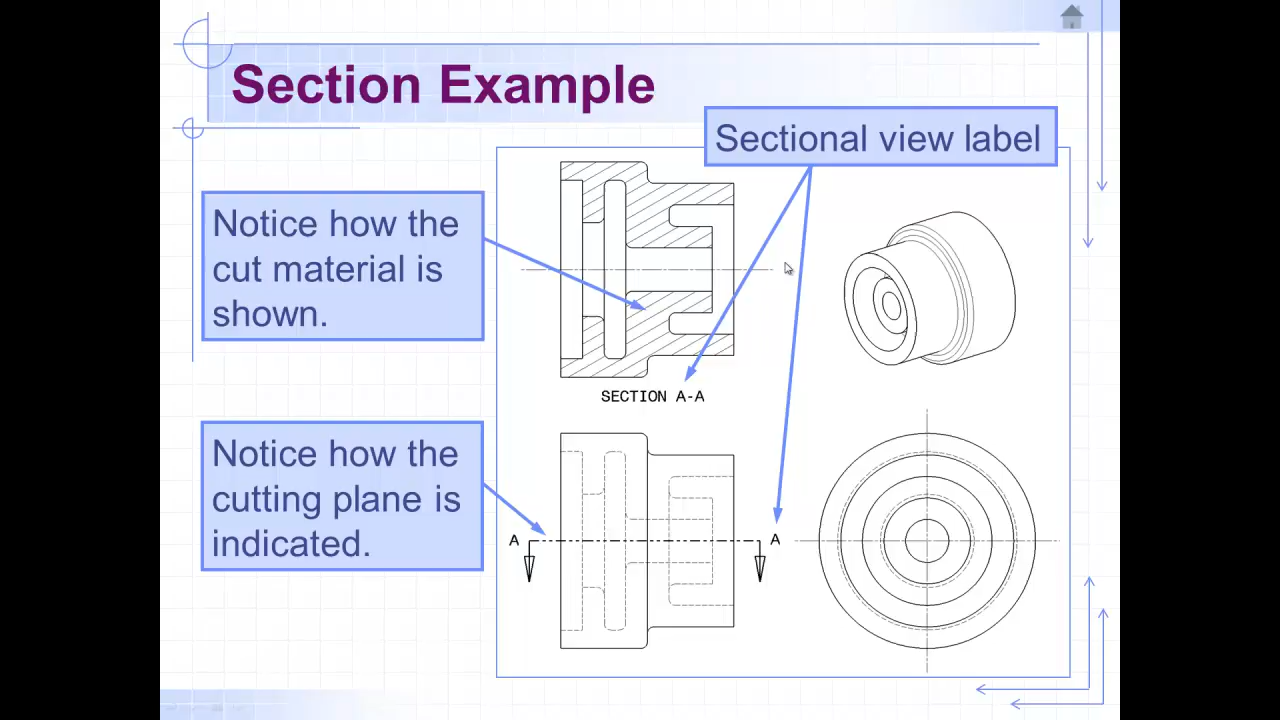 Section Example
Sectional view label
Notice how the
cut material is
shown.
SECTION A-A
Notice how the
cutting plane is
indicated.
A
A